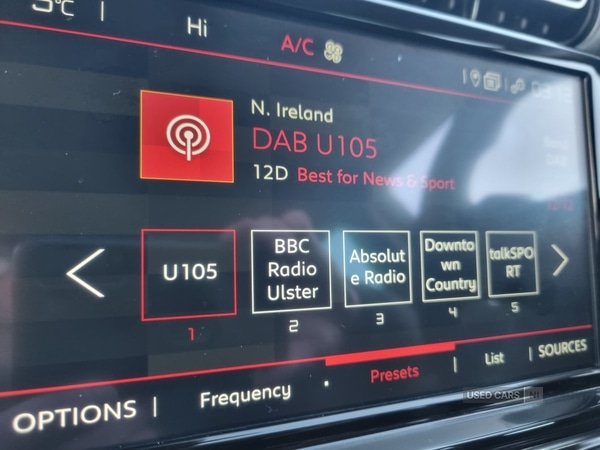 °C | Hi A/C
N. Ireland
DAB U105
12D Best for News & Sport
U105
BBC
Radio
Ulster
Absolut
e Radio
Downto
wn
Country
talkSPO
RT
1 2 3 4 5
OPTIONS | Frequency Presets | List | SOURCES
USED CARS NI